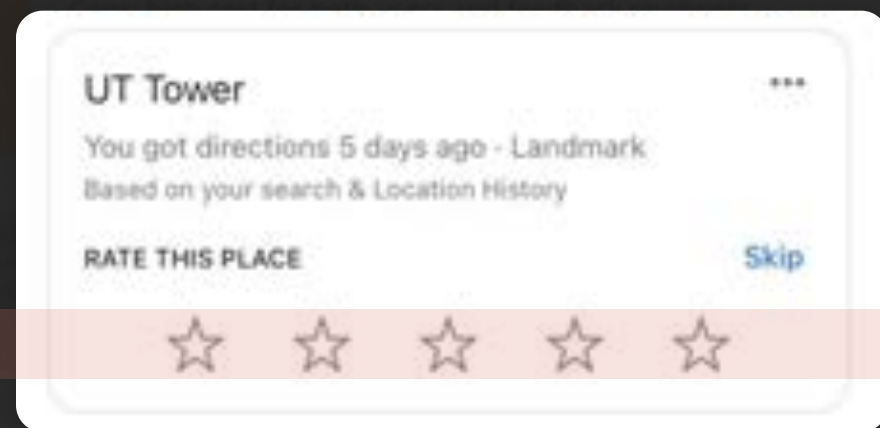 UT Tower
You got directions 5 days ago · Landmark
Based on your search & Location History
RATE THIS PLACE
Skip